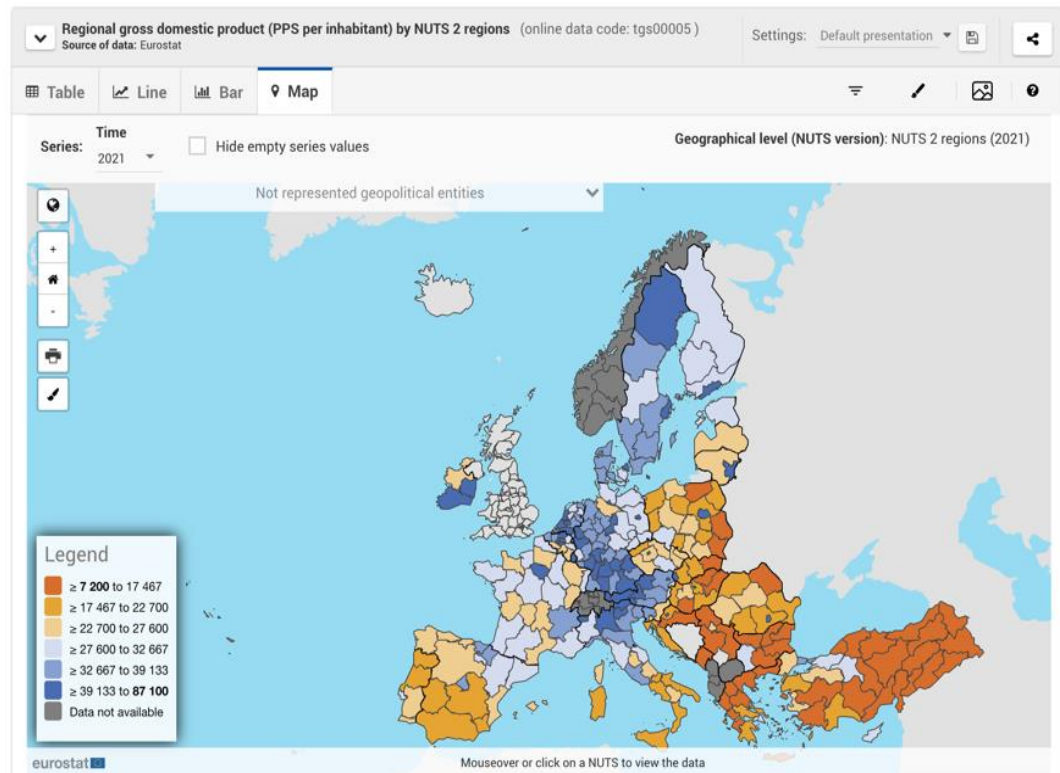 Regional gross domestic product (PPS per inhabitant) by NUTS 2 regions (online data code: tgs00005 )
Source of data: Eurostat
Settings: Default presentation
Table Line Bar Map
Series:
Time
2021
Hide empty series values
Geographical level (NUTS version): NUTS 2 regions (2021)
Not represented geopolitical entities
+
-
Legend
≥ 7 200 to 17 467
≥ 17 467 to 22 700
≥ 22 700 to 27 600
≥ 27 600 to 32 667
≥ 32 667 to 39 133
≥ 39 133 to 87 100
Data not available
eurostat
Mouseover or click on a NUTS to view the data